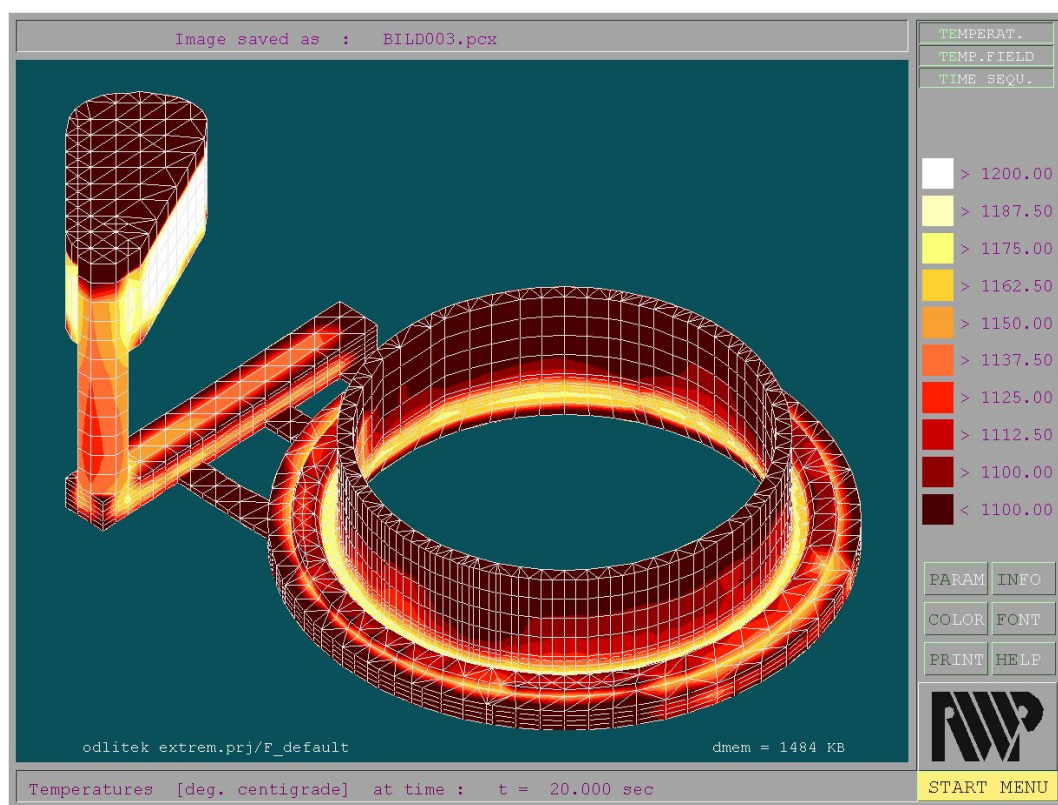 Image saved as : BILD003.pcx
TEMPERAT.
TEMP.FIELD
TIME SEQU.
> 1200.00
> 1187.50
> 1175.00
> 1162.50
> 1150.00
> 1137.50
> 1125.00
> 1112.50
> 1100.00
< 1100.00
PARAM INFO
COLOR FONT
PRINT HELP
RWP
odlitek extrem.prj/F_default dmem = 1484 KB
Temperatures [deg. centigrade] at time : t = 20.000 sec
START MENU